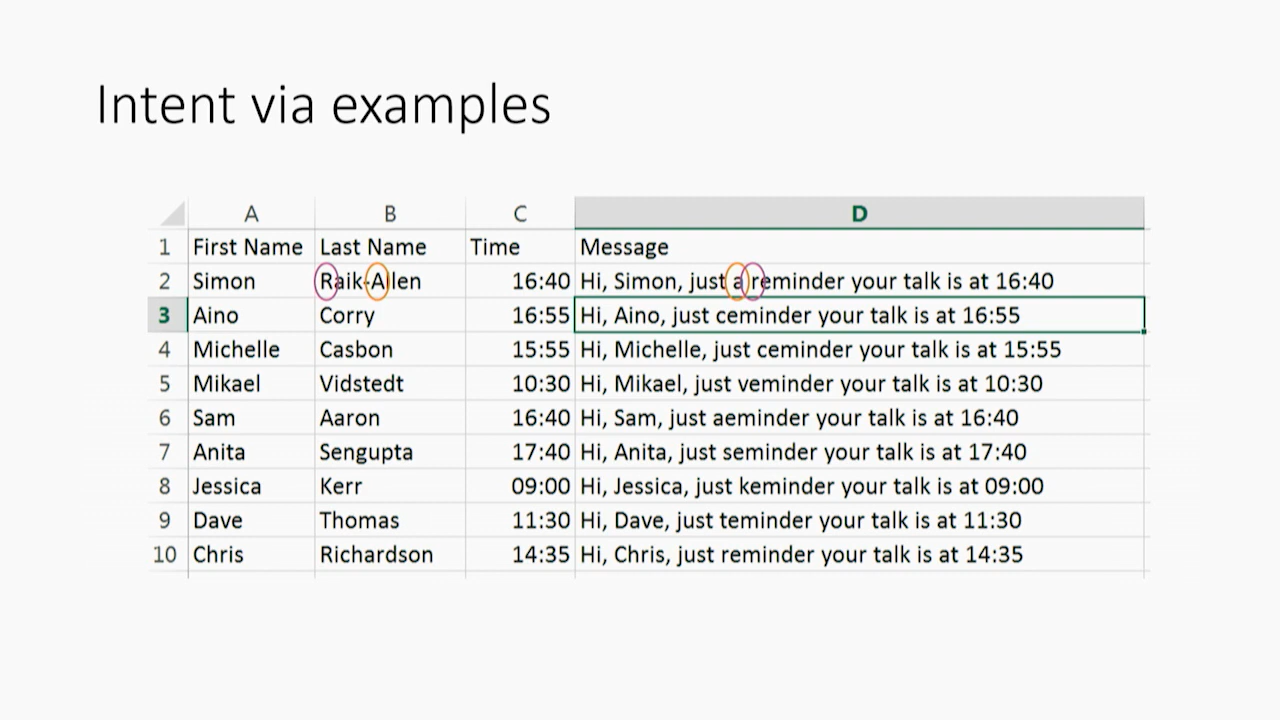 Intent via examples
A B C D
1 First Name Last Name Time Message
2 Simon Raik-Allen 16:40 Hi, Simon, just a reminder your talk is at 16:40
3 Aino Corry 16:55 Hi, Aino, just ceminder your talk is at 16:55
4 Michelle Casbon 15:55 Hi, Michelle, just ceminder your talk is at 15:55
5 Mikael Vidstedt 10:30 Hi, Mikael, just veminder your talk is at 10:30
6 Sam Aaron 16:40 Hi, Sam, just aeminder your talk is at 16:40
7 Anita Sengupta 17:40 Hi, Anita, just seminder your talk is at 17:40
8 Jessica Kerr 09:00 Hi, Jessica, just keminder your talk is at 09:00
9 Dave Thomas 11:30 Hi, Dave, just teminder your talk is at 11:30
10 Chris Richardson 14:35 Hi, Chris, just reminder your talk is at 14:35